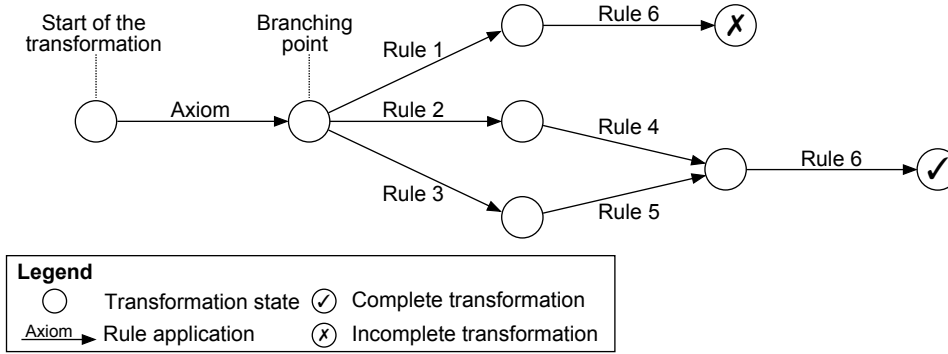 Start of the
transformation
Branching
point
Axiom
Rule 1
Rule 6
Rule 2
Rule 4
Rule 3
Rule 5
Rule 6
Legend
Transformation state
Complete transformation
Axiom
Rule application
Incomplete transformation